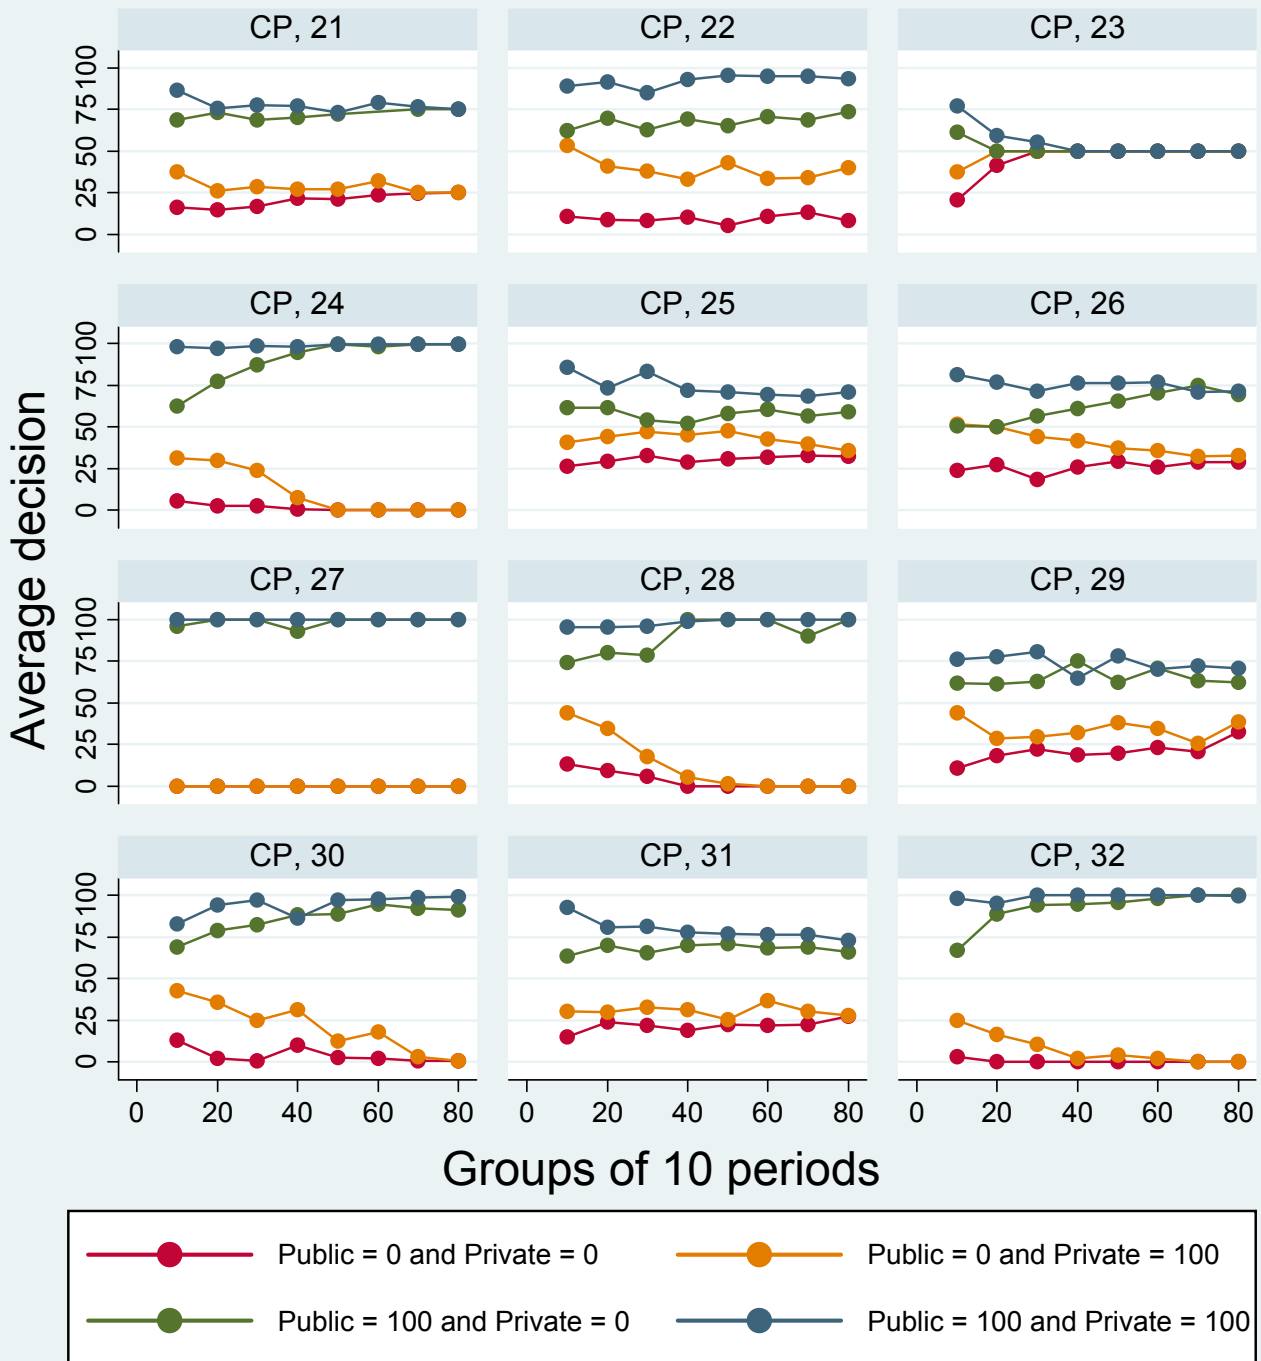 CP, 21
CP, 22
CP, 23
0 25 50 75 100
CP, 24
CP, 25
CP, 26
0 25 50 75 100
CP, 27
CP, 28
CP, 29
0 25 50 75 100
CP, 30
CP, 31
CP, 32
0 25 50 75 100
Average decision
0 20 40 60 80
0 20 40 60 80
0 20 40 60 80
Groups of 10 periods
Public = 0 and Private = 0
Public = 0 and Private = 100
Public = 100 and Private = 0
Public = 100 and Private = 100